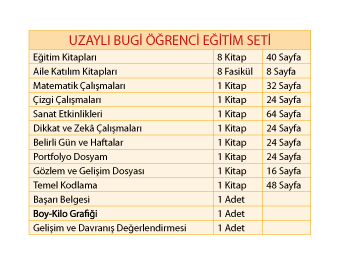 UZAYLI BUGİ ÖĞRENCİ EĞİTİM SETİ
Eğitim Kitapları 8 Kitap 40 Sayfa
Aile Katılım Kitapları 8 Fasikül 8 Sayfa
Matematik Çalışmaları 1 Kitap 32 Sayfa
Çizgi Çalışmaları 1 Kitap 24 Sayfa
Sanat Etkinlikleri 1 Kitap 64 Sayfa
Dikkat ve Zekâ Çalışmaları 1 Kitap 24 Sayfa
Belirli Gün ve Haftalar 1 Kitap 24 Sayfa
Portfolyo Dosyam 1 Kitap 24 Sayfa
Gözlem ve Gelişim Dosyası 1 Kitap 16 Sayfa
Temel Kodlama 1 Kitap 48 Sayfa
Başarı Belgesi 1 Adet
Boy-Kilo Grafiği 1 Adet
Gelişim ve Davranış Değerlendirmesi 1 Adet